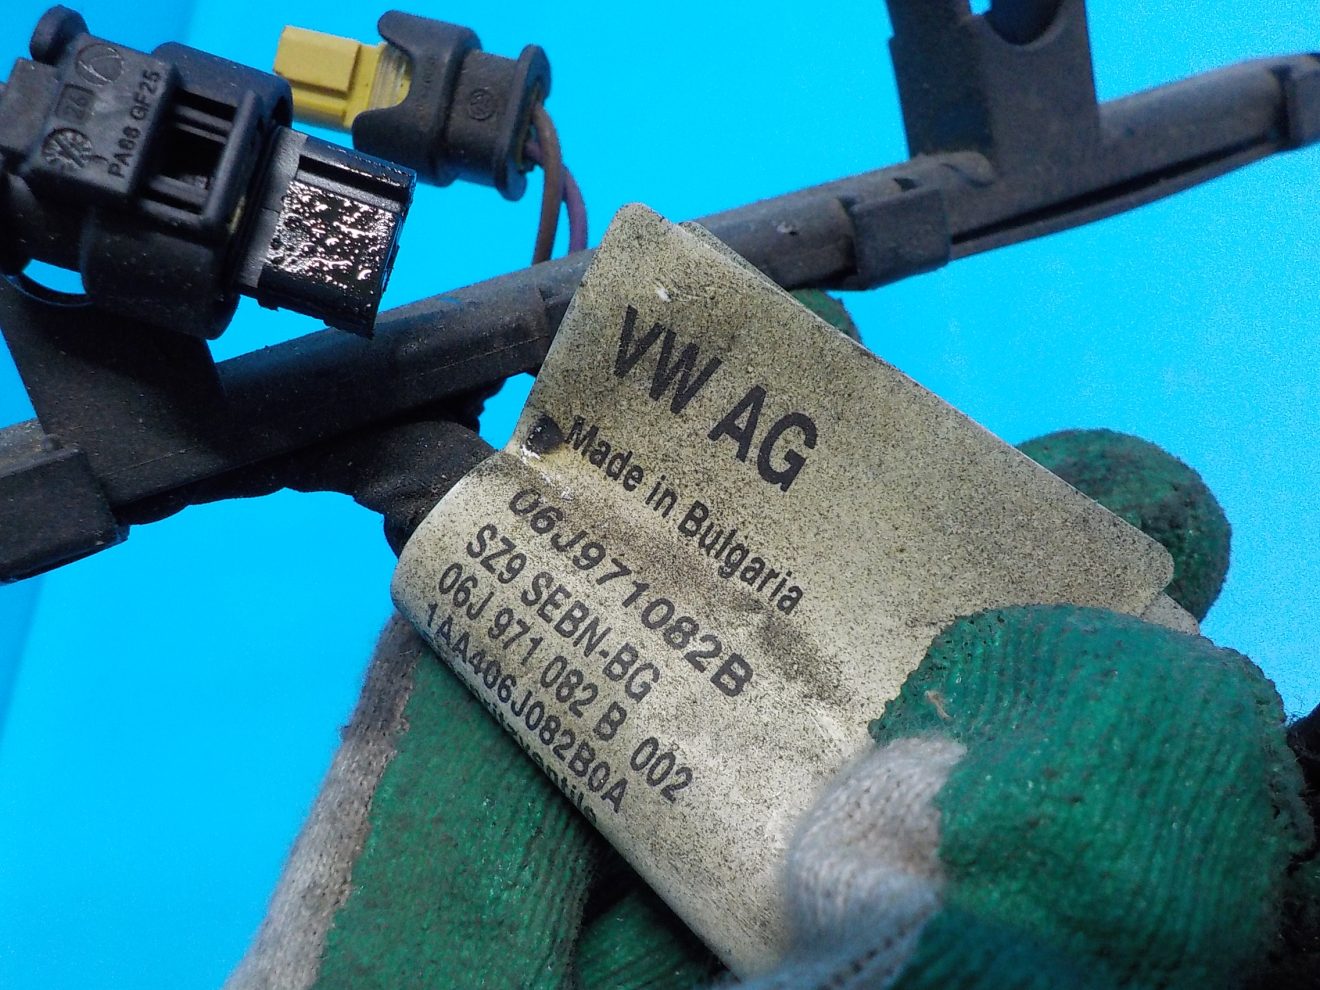 PA66 GF25
VW AG
Made in Bulgaria
06J971082B
SZ9 SEBN-BG
06J 971 082 B 002
1AA406J082B0A